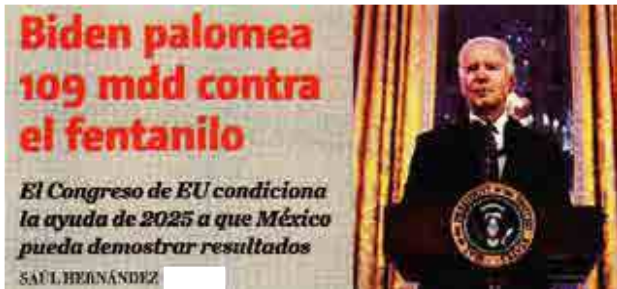 Biden palomea
109 mdd contra
el fentanilo
El Congreso de EU condiciona
la ayuda de 2025 a que México
pueda demostrar resultados
SAÚL HERNÁNDEZ